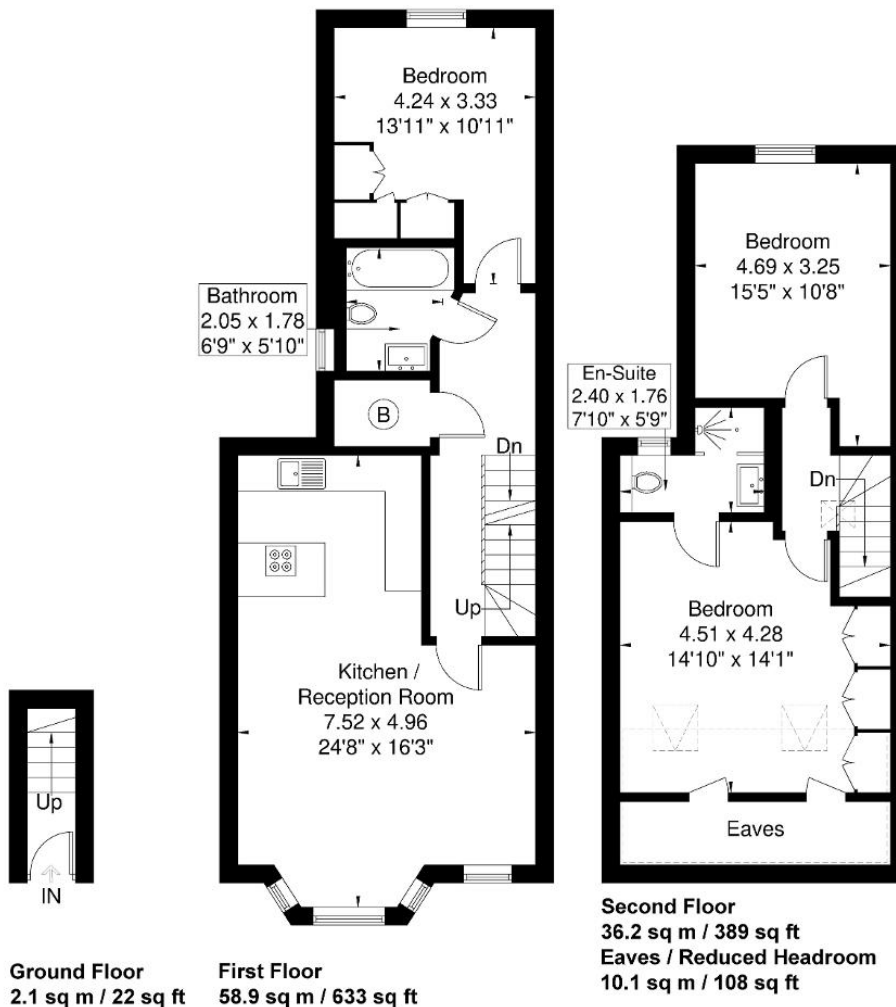 Bedroom
4.24 x 3.33
13'11" x 10'11"
Bathroom
2.05 x 1.78
6'9" x 5'10"
B
Dn
Up
Kitchen /
Reception Room
7.52 x 4.96
24'8" x 16'3"
Bedroom
4.69 x 3.25
15'5" x 10'8"
En-Suite
2.40 x 1.76
7'10" x 5'9"
Dn
Bedroom
4.51 x 4.28
14'10" x 14'1"
Eaves
Up
IN
Ground Floor
2.1 sq m / 22 sq ft
First Floor
58.9 sq m / 633 sq ft
Second Floor
36.2 sq m / 389 sq ft
Eaves / Reduced Headroom
10.1 sq m / 108 sq ft